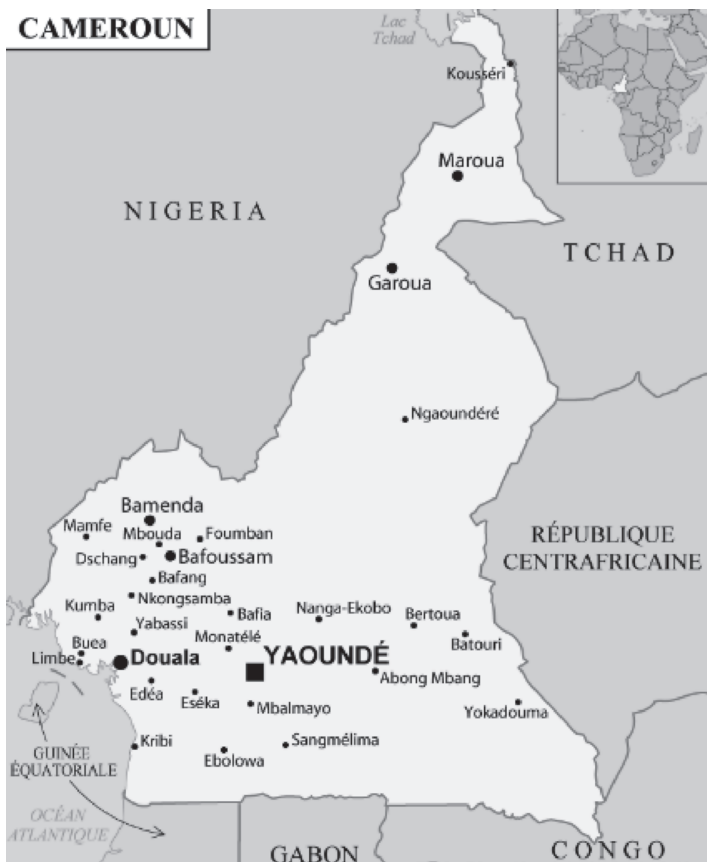 CAMEROUN
Lac
Tchad
Kousséri
Maroua
NIGERIA
TCHAD
Garoua
Ngaoundéré
Bamenda
Mamfe
Mbouda
Foumban
Dschang
Bafoussam
RÉPUBLIQUE
CENTRAFRICAINE
Bafang
Nkongsamba
Kumba
Bafia
Nanga-Ekobo
Bertoua
Yabassi
Batouri
Monatélé
Buea
Limbe
Douala
YAOUNDÉ
Abong Mbang
Edéa
Eséka
Mbalmayo
Yokadouma
Kribi
Sangmélima
Ebolowa
GUINÉE
ÉQUATORIALE
OCÉAN
ATLANTIQUE
GABON
CONGO